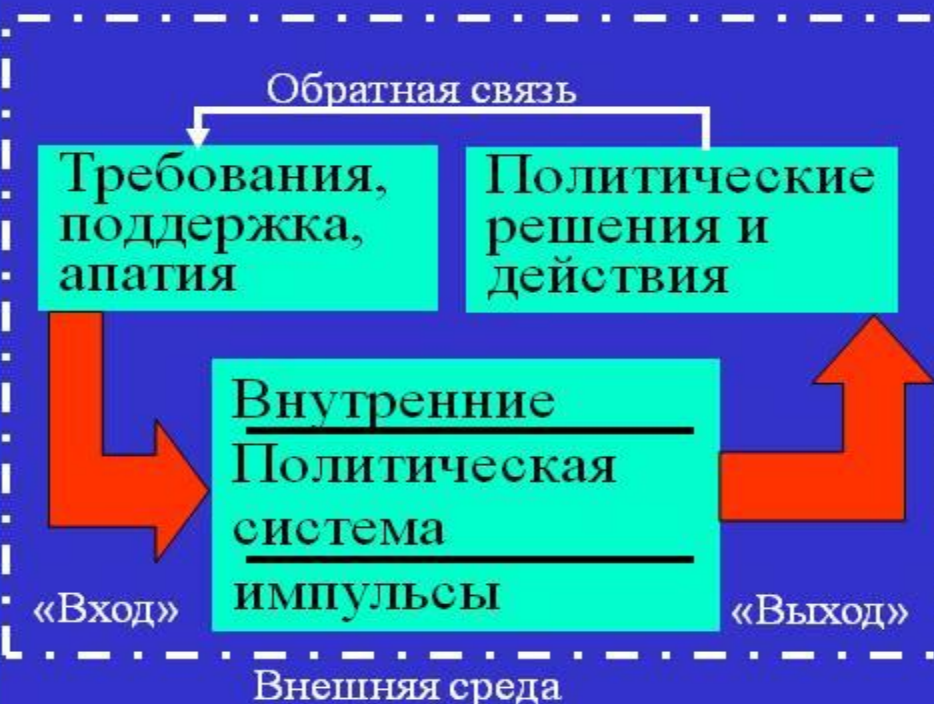 Обратная связь
Требования,
поддержка,
апатия
Политические
решения и
действия
Внутренние
Политическая
система
импульсы
«Вход»
«Выход»
Внешняя среда